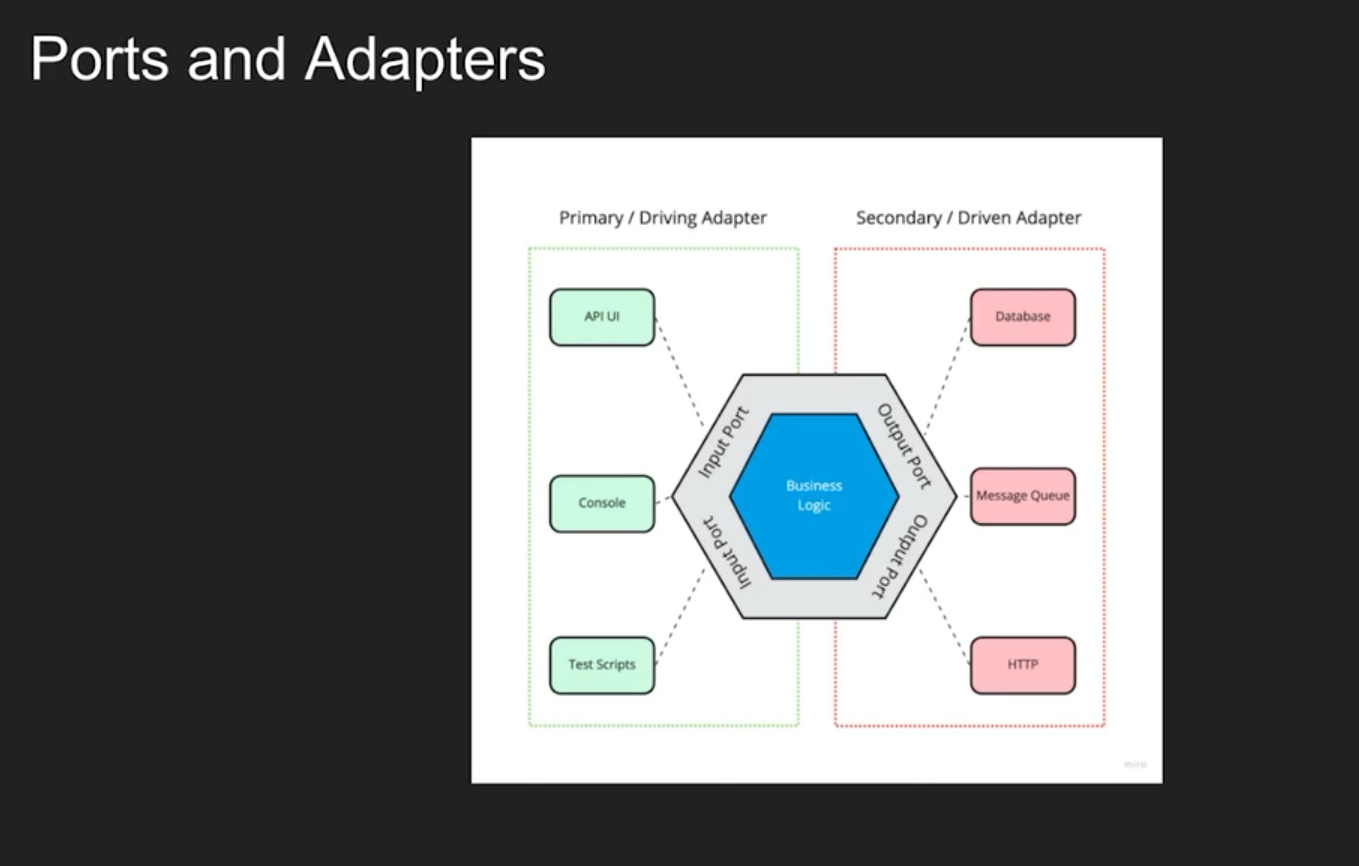 Ports and Adapters
Primary / Driving Adapter
Secondary / Driven Adapter
API UI
Database
Input Port
Output Port
Business
Logic
Console
Message Queue
Input Port
Output Port
Test Scripts
HTTP
miro